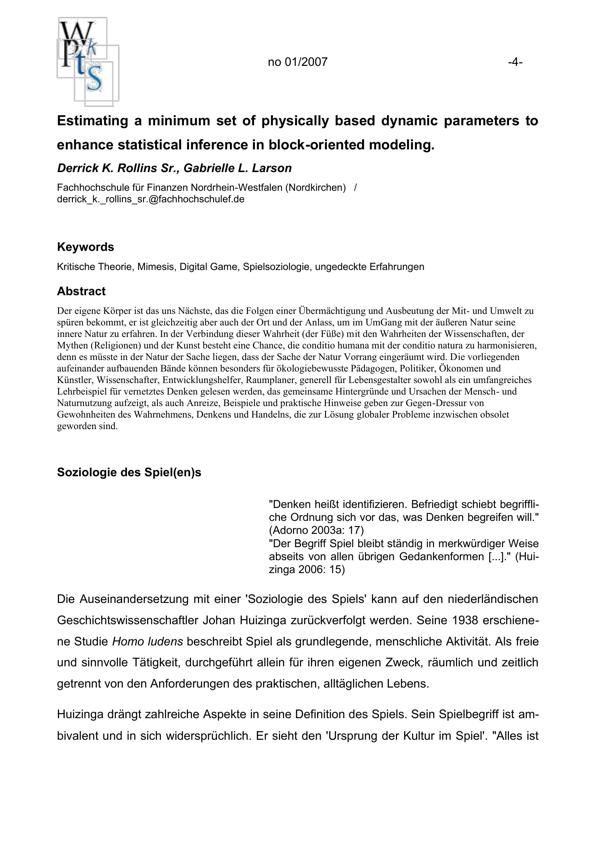 W
P k
t s
S
no 01/2007 -4-
Estimating a minimum set of physically based dynamic parameters to
enhance statistical inference in block-oriented modeling.
Derrick K. Rollins Sr., Gabrielle L. Larson
Fachhochschule für Finanzen Nordrhein-Westfalen (Nordkirchen) /
derrick_k._rollins_sr.@fachhochschulef.de
Keywords
Kritische Theorie, Mimesis, Digital Game, Spielsoziologie, ungedeckte Erfahrungen
Abstract
Der eigene Körper ist das uns Nächste, das die Folgen einer Übermächtigung und Ausbeutung der Mit- und Umwelt zu
spüren bekommt, er ist gleichzeitig aber auch der Ort und der Anlass, um im UmGang mit der äußeren Natur seine
innere Natur zu erfahren. In der Verbindung dieser Wahrheit (der Füße) mit den Wahrheiten der Wissenschaften, der
Mythen (Religionen) und der Kunst besteht eine Chance, die conditio humana mit der conditio natura zu harmonisieren,
denn es müsste in der Natur der Sache liegen, dass der Sache der Natur Vorrang eingeräumt wird. Die vorliegenden
aufeinander aufbauenden Bände können besonders für ökologiebewusste Pädagogen, Politiker, Ökonomen und
Künstler, Wissenschafter, Entwicklungshelfer, Raumplaner, generell für Lebensgestalter sowohl als ein umfangreiches
Lehrbeispiel für vernetztes Denken gelesen werden, das gemeinsame Hintergründe und Ursachen der Mensch- und
Naturnutzung aufzeigt, als auch Anreize, Beispiele und praktische Hinweise geben zur Gegen-Dressur von
Gewohnheiten des Wahrnehmens, Denkens und Handelns, die zur Lösung globaler Probleme inzwischen obsolet
geworden sind.
Soziologie des Spiel(en)s
"Denken heißt identifizieren. Befriedigt schiebt begriffli-
che Ordnung sich vor das, was Denken begreifen will."
(Adorno 2003a: 17)
"Der Begriff Spiel bleibt ständig in merkwürdiger Weise
abseits von allen übrigen Gedankenformen [...]." (Hui-
zinga 2006: 15)
Die Auseinandersetzung mit einer 'Soziologie des Spiels' kann auf den niederländischen
Geschichtswissenschaftler Johan Huizinga zurückverfolgt werden. Seine 1938 erschiene-
ne Studie Homo ludens beschreibt Spiel als grundlegende, menschliche Aktivität. Als freie
und sinnvolle Tätigkeit, durchgeführt allein für ihren eigenen Zweck, räumlich und zeitlich
getrennt von den Anforderungen des praktischen, alltäglichen Lebens.
Huizinga drängt zahlreiche Aspekte in seine Definition des Spiels. Sein Spielbegriff ist am-
bivalent und in sich widersprüchlich. Er sieht den 'Ursprung der Kultur im Spiel'. "Alles ist